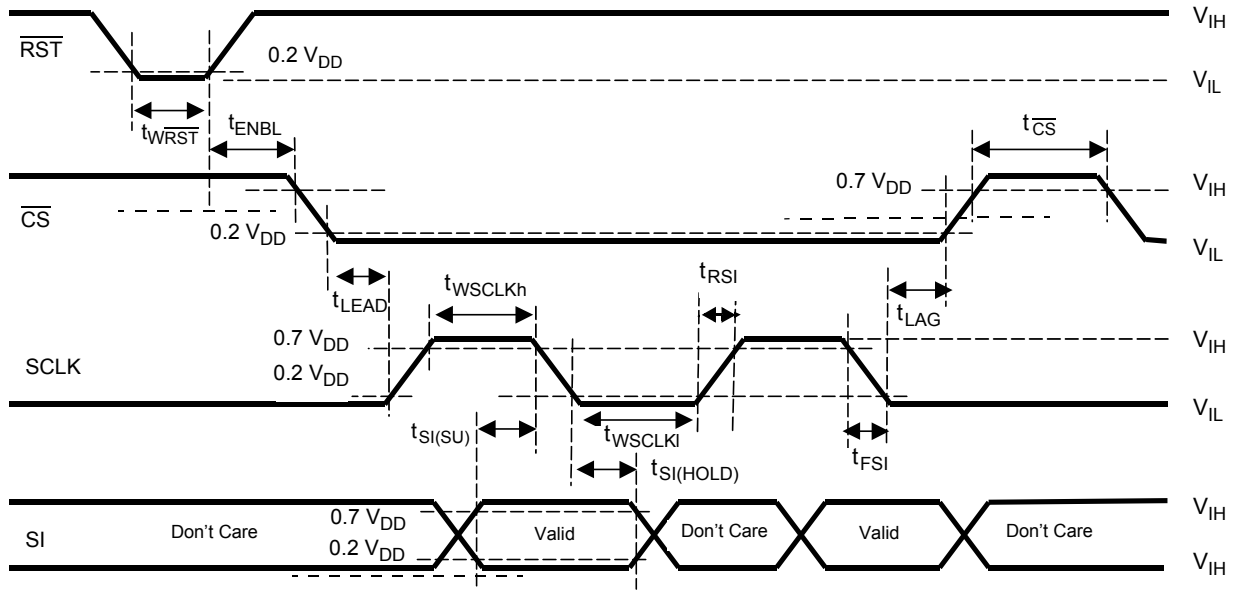 V_IH
RST
0.2 V_DD
V_IL
t_WRST
t_ENBL
t_CS
0.7 V_DD
V_IH
CS
0.2 V_DD
V_IL
t_LEAD
t_WSCLKh
t_RSI
t_LAG
0.7 V_DD
V_IH
SCLK
0.2 V_DD
V_IL
t_SI(SU)
t_WSCLKl
t_FSI
t_SI(HOLD)
V_IH
0.7 V_DD
SI
Don't Care
Valid
Don't Care
Valid
Don't Care
0.2 V_DD
V_IH